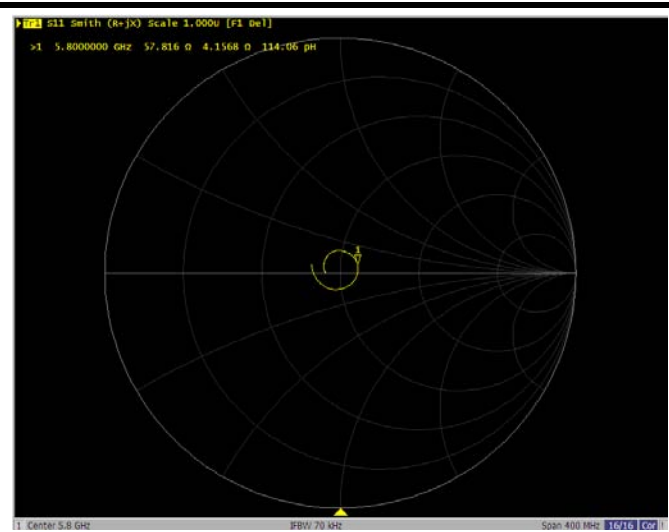 Tr1 S11 Smith (R+jX) Scale 1.000U [F1 Del]
>1 5.8000000 GHz 57.816 Ω 4.1568 Ω 114.06 pH
1
1 Center 5.8 GHz IFBW 70 kHz Span 400 MHz 16/16 Cor